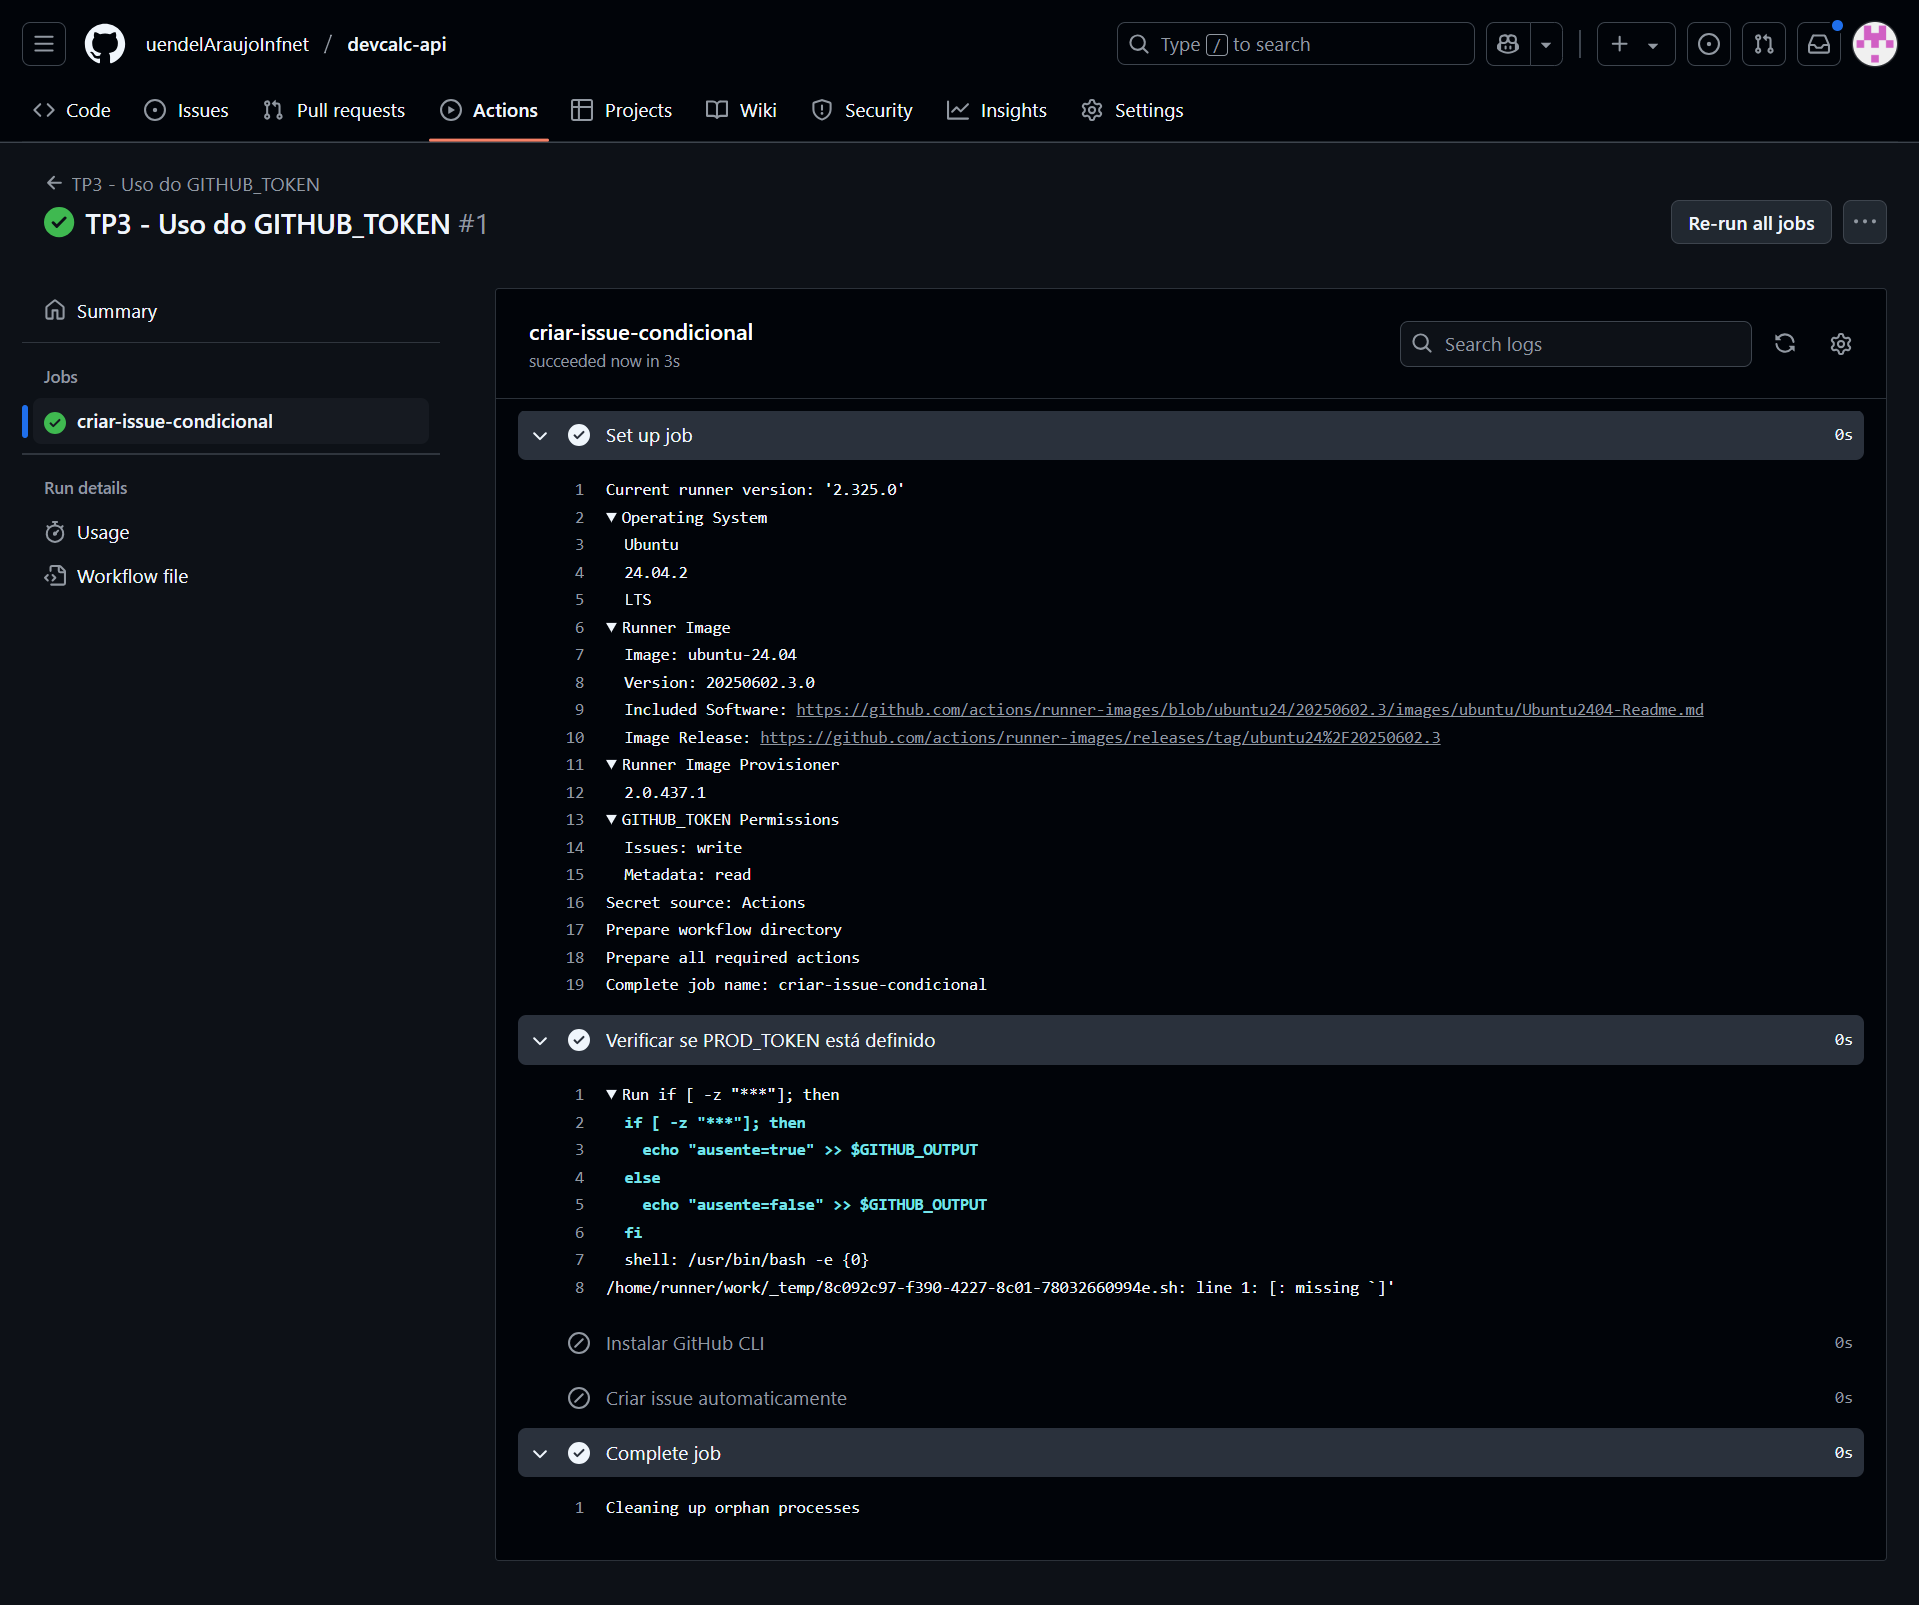 uendelAraujoInfnet / devcalc-api
Type / to search
Code Issues Pull requests Actions Projects Wiki Security Insights Settings
TP3 - Uso do GITHUB_TOKEN
TP3 - Uso do GITHUB_TOKEN #1
Re-run all jobs
Summary
Jobs
criar-issue-condicional
Run details
Usage
Workflow file
criar-issue-condicional
succeeded now in 3s
Search logs
Set up job 0s
1 Current runner version: '2.325.0'
2 Operating System
3 Ubuntu
4 24.04.2
5 LTS
6 Runner Image
7 Image: ubuntu-24.04
8 Version: 20250602.3.0
9 Included Software: https://github.com/actions/runner-images/blob/ubuntu24/20250602.3/images/ubuntu/Ubuntu2404-Readme.md
10 Image Release: https://github.com/actions/runner-images/releases/tag/ubuntu24%2F20250602.3
11 Runner Image Provisioner
12 2.0.437.1
13 GITHUB_TOKEN Permissions
14 Issues: write
15 Metadata: read
16 Secret source: Actions
17 Prepare workflow directory
18 Prepare all required actions
19 Complete job name: criar-issue-condicional
Verificar se PROD_TOKEN está definido 0s
1 Run if [ -z "***"]; then
2 if [ -z "***"]; then
3 echo "ausente=true" >> $GITHUB_OUTPUT
4 else
5 echo "ausente=false" >> $GITHUB_OUTPUT
6 fi
7 shell: /usr/bin/bash -e {0}
8 /home/runner/work/_temp/8c092c97-f390-4227-8c01-78032660994e.sh: line 1: [: missing `]'
Instalar GitHub CLI 0s
Criar issue automaticamente 0s
Complete job 0s
1 Cleaning up orphan processes